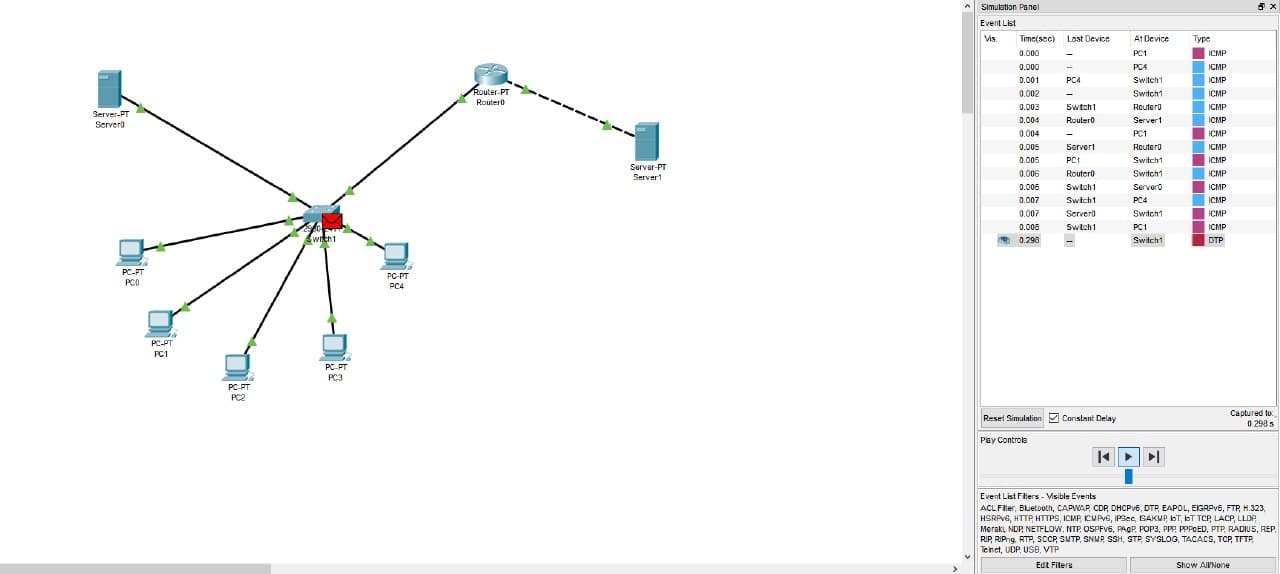 Simulation Panel
Event List
Vis. Time(sec) Last Device At Device Type
0.000 -- PC1 ICMP
0.000 -- PC4 ICMP
0.001 PC4 Switch1 ICMP
0.002 -- Switch1 ICMP
0.003 Switch1 Router0 ICMP
0.004 Router0 Server1 ICMP
0.004 -- PC1 ICMP
0.005 Server1 Router0 ICMP
0.005 PC1 Switch1 ICMP
0.006 Router0 Switch1 ICMP
0.006 Switch1 Server0 ICMP
0.007 Switch1 PC4 ICMP
0.007 Server0 Switch1 ICMP
0.008 Switch1 PC1 ICMP
0.298 -- Switch1 DTP
Server-PT
Server0
Router-PT
Router0
Server-PT
Server1
Switch1
PC-PT
PC0
PC-PT
PC1
PC-PT
PC2
PC-PT
PC3
PC-PT
PC4
Reset Simulation Constant Delay
Captured to:
0.298 s
Play Controls
Event List Filters - Visible Events
ACL Filter, Bluetooth, CAPWAP, CDP, DHCPv6, DTP, EAPOL, EIGRPv6, FTP, H.323,
HSRPv6, HTTP, HTTPS, ICMP, ICMPv6, IPSec, ISAKMP, IoT, IoT TCP, LACP, LLDP,
Meraki, NDP, NETFLOW, NTP, OSPFv6, PAgP, POP3, PPP, PPPoED, PTP, RADIUS, REP,
RIP, RIPng, RTP, SCCP, SMTP, SNMP, SSH, STP, SYSLOG, TACACS, TCP, TFTP,
Telnet, UDP, USB, VTP
Edit Filters
Show All/None